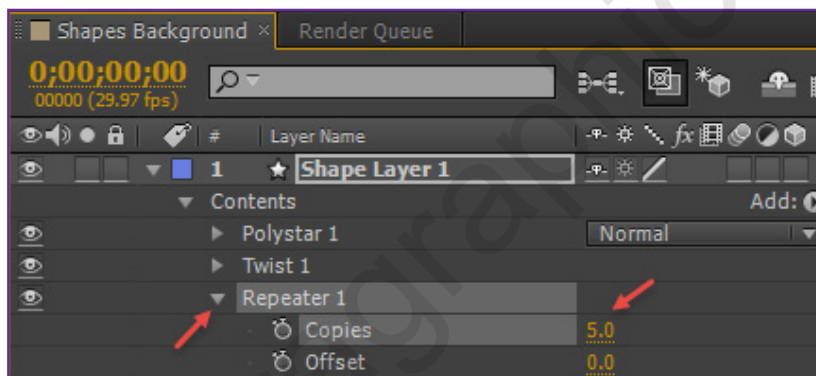 Shapes Background × Render Queue
0;00;00;00
00000 (29.97 fps)
# Layer Name fx
1 Shape Layer 1
Contents Add:
Polystar 1 Normal
Twist 1
Repeater 1
Copies 5.0
Offset 0.0